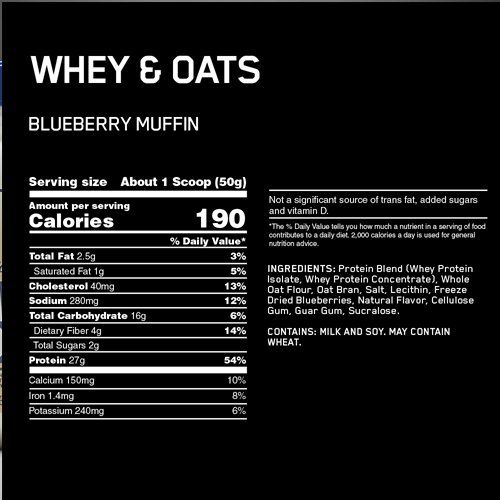 WHEY & OATS
BLUEBERRY MUFFIN
Serving size About 1 Scoop (50g)
Amount per serving
Calories 190
% Daily Value*
Total Fat 2.5g 3%
Saturated Fat 1g 5%
Cholesterol 40mg 13%
Sodium 280mg 12%
Total Carbohydrate 16g 6%
Dietary Fiber 4g 14%
Total Sugars 2g
Protein 27g 54%
Calcium 150mg 10%
Iron 1.4mg 8%
Potassium 240mg 6%
Not a significant source of trans fat, added sugars
and vitamin D.
*The % Daily Value tells you how much a nutrient in a serving of food
contributes to a daily diet. 2,000 calories a day is used for general
nutrition advice.
INGREDIENTS: Protein Blend (Whey Protein
Isolate, Whey Protein Concentrate), Whole
Oat Flour, Oat Bran, Salt, Lecithin, Freeze
Dried Blueberries, Natural Flavor, Cellulose
Gum, Guar Gum, Sucralose.
CONTAINS: MILK AND SOY. MAY CONTAIN
WHEAT.